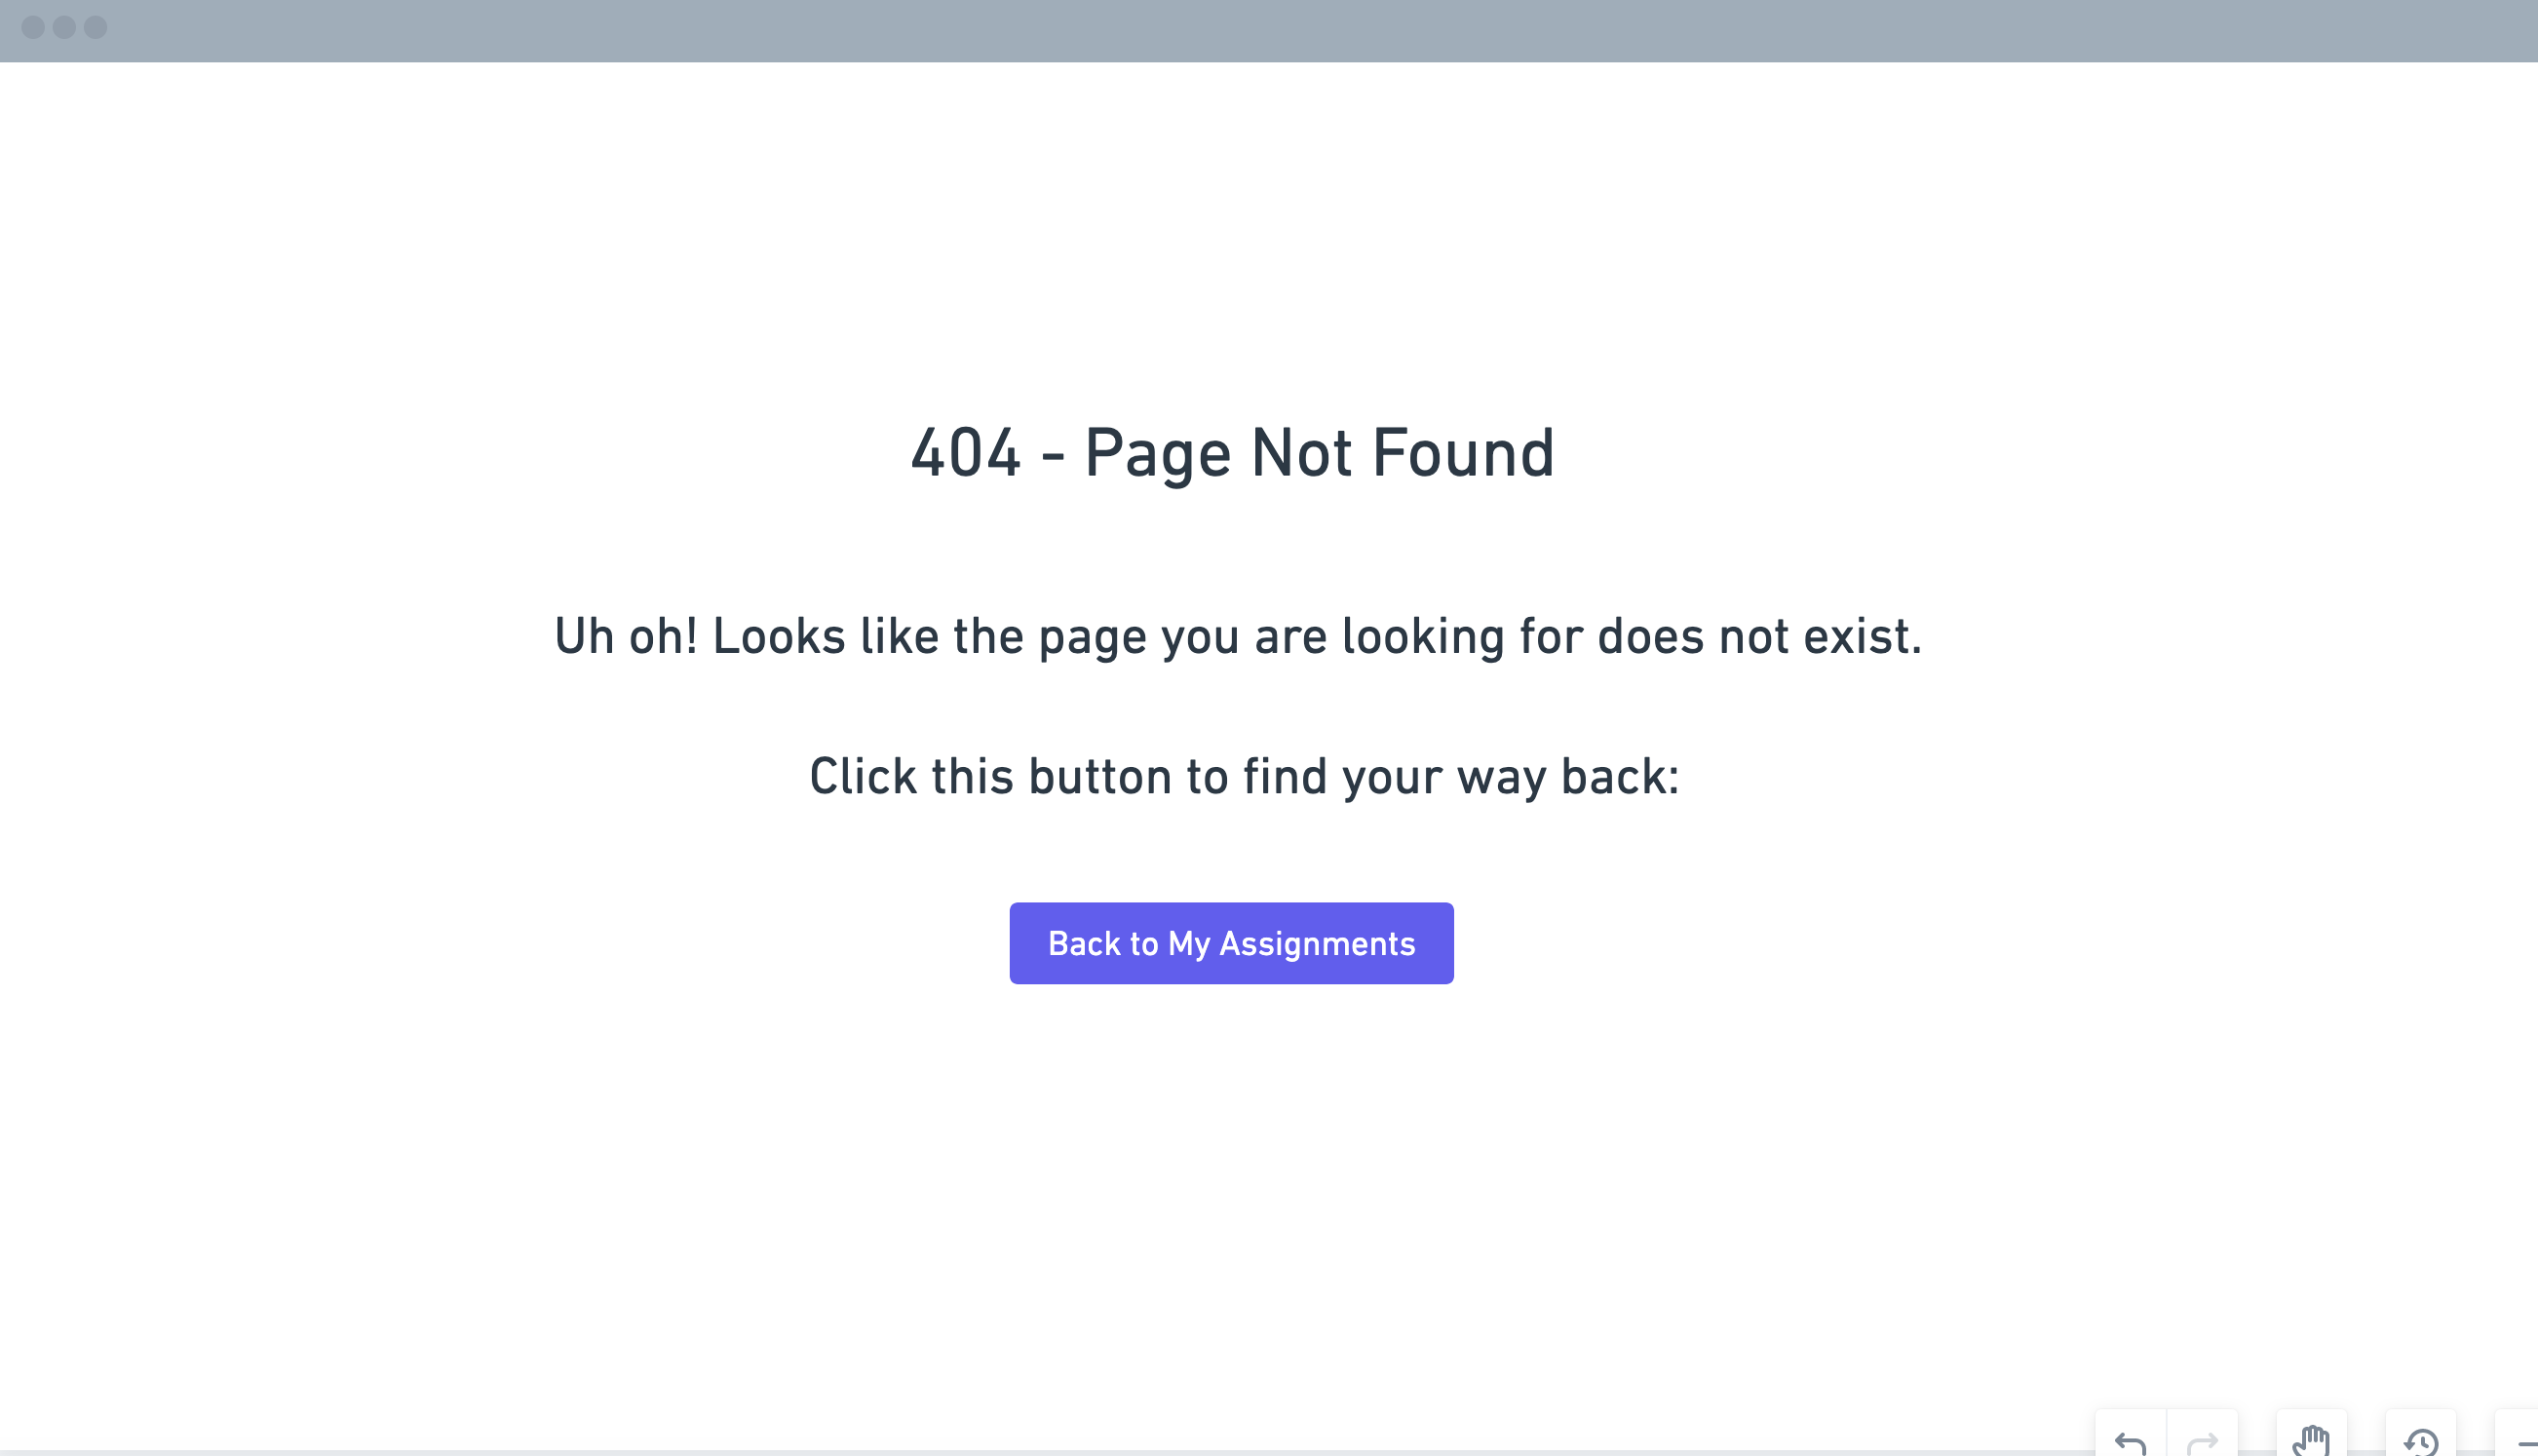 404 - Page Not Found
Uh oh! Looks like the page you are looking for does not exist.
Click this button to find your way back:
Back to My Assignments